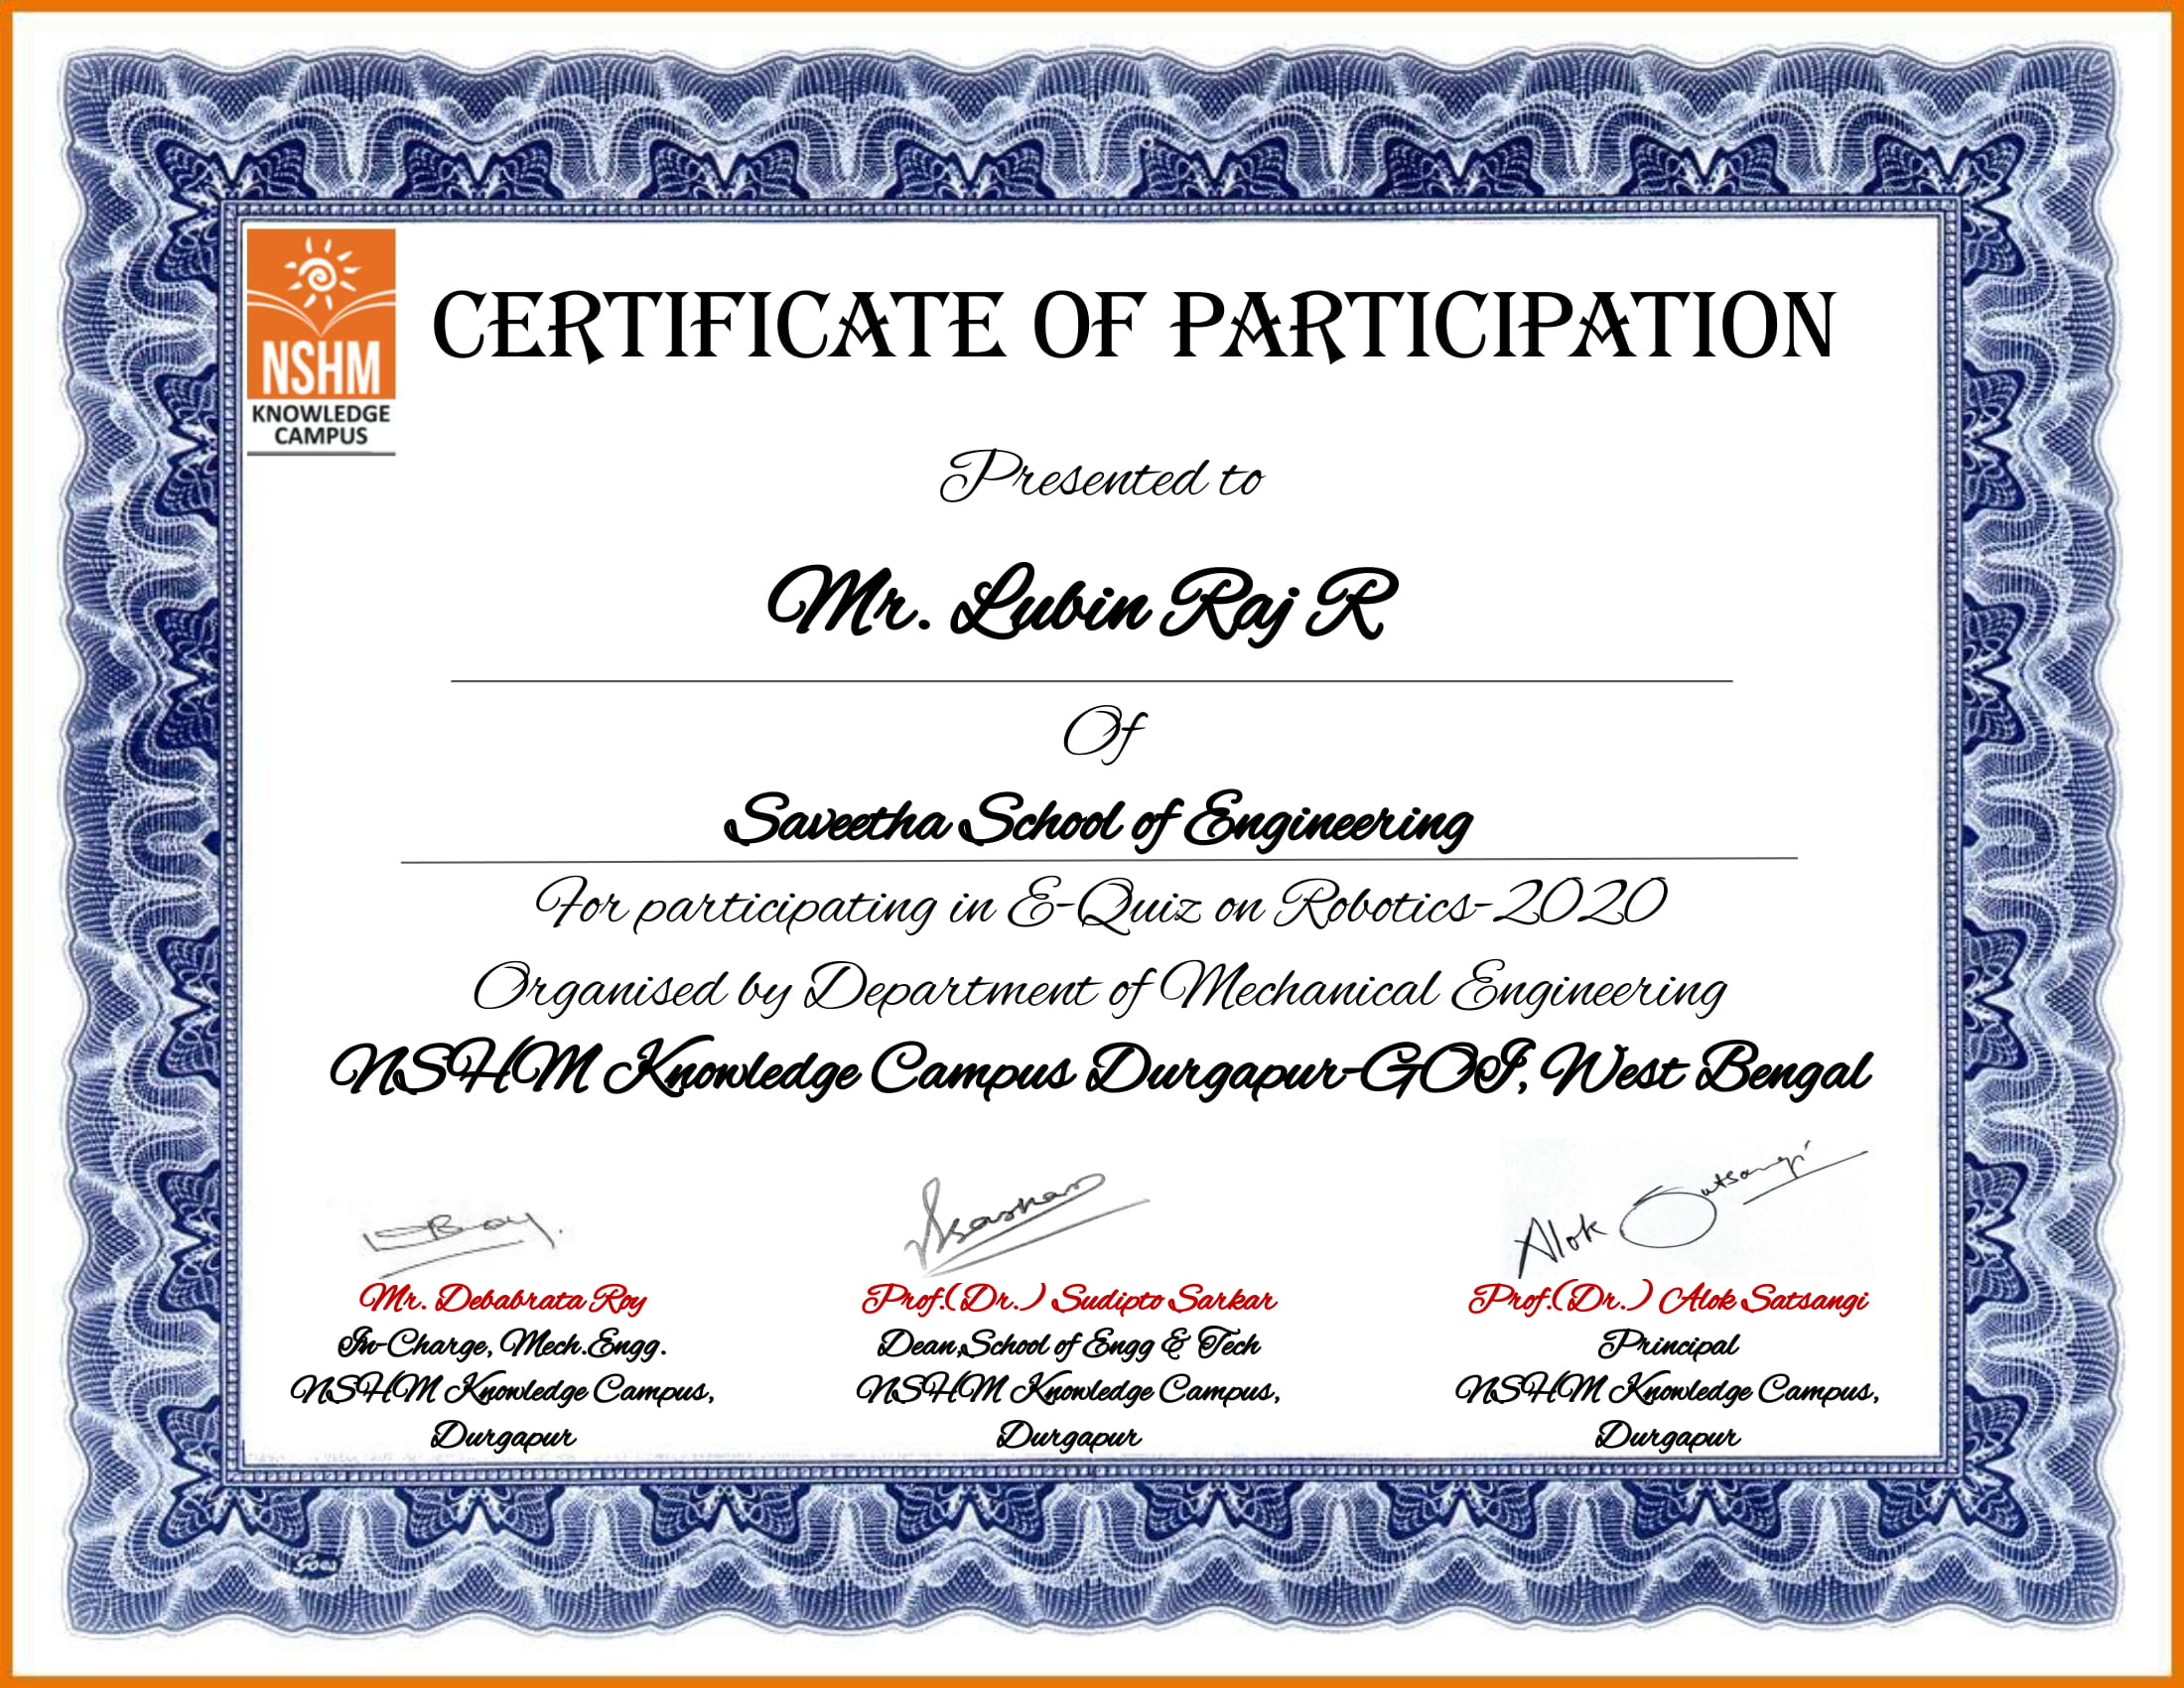 NSHM
KNOWLEDGE
CAMPUS
CERTIFICATE OF PARTICIPATION
Presented to
Mr. Lubin Raj R
Of
Saveetha School of Engineering
For participating in E-Quiz on Robotics-2020
Organised by Department of Mechanical Engineering
NSHM Knowledge Campus Durgapur-GOI, West Bengal
Alok Satsangi
Mr. Debabrata Roy
In-Charge, Mech.Engg.
NSHM Knowledge Campus,
Durgapur
Prof.(Dr.) Sudipto Sarkar
Dean,School of Engg & Tech
NSHM Knowledge Campus,
Durgapur
Prof.(Dr.) Alok Satsangi
Principal
NSHM Knowledge Campus,
Durgapur
Goes